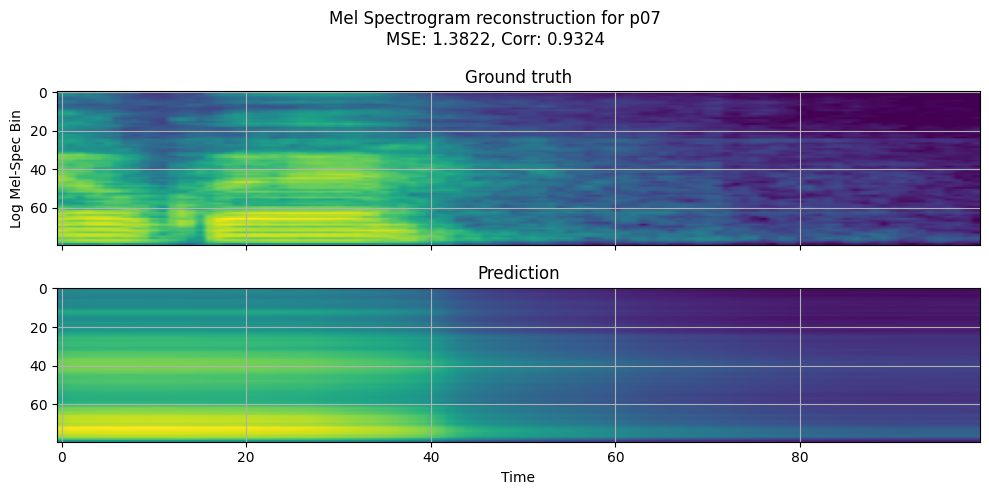 Mel Spectrogram reconstruction for p07
MSE: 1.3822, Corr: 0.9324
Ground truth
Log Mel-Spec Bin
0
20
40
60
Prediction
0
20
40
60
0 20 40 60 80
Time